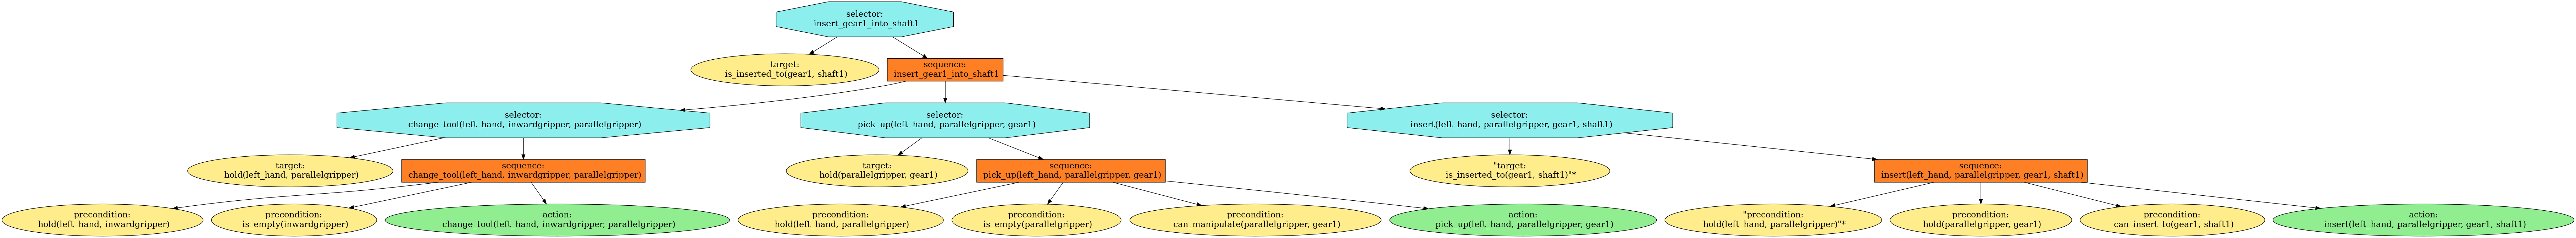 selector:
insert_gear1_into_shaft1
target:
is_inserted_to(gear1, shaft1)
sequence:
insert_gear1_into_shaft1
selector:
change_tool(left_hand, inwardgripper, parallelgripper)
selector:
pick_up(left_hand, parallelgripper, gear1)
selector:
insert(left_hand, parallelgripper, gear1, shaft1)
target:
hold(left_hand, parallelgripper)
sequence:
change_tool(left_hand, inwardgripper, parallelgripper)
target:
hold(parallelgripper, gear1)
sequence:
pick_up(left_hand, parallelgripper, gear1)
"target:
is_inserted_to(gear1, shaft1)"*
sequence:
insert(left_hand, parallelgripper, gear1, shaft1)
precondition:
hold(left_hand, inwardgripper)
precondition:
is_empty(inwardgripper)
action:
change_tool(left_hand, inwardgripper, parallelgripper)
precondition:
hold(left_hand, parallelgripper)
precondition:
is_empty(parallelgripper)
precondition:
can_manipulate(parallelgripper, gear1)
action:
pick_up(left_hand, parallelgripper, gear1)
"precondition:
hold(left_hand, parallelgripper)"*
precondition:
hold(parallelgripper, gear1)
precondition:
can_insert_to(gear1, shaft1)
action:
insert(left_hand, parallelgripper, gear1, shaft1)